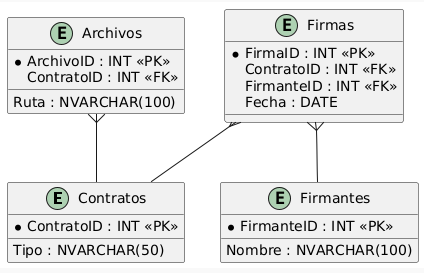 E Archivos
* ArchivoID : INT «PK»
ContratoID : INT «FK»
Ruta : NVARCHAR(100)
E Firmas
* FirmaID : INT «PK»
ContratoID : INT «FK»
FirmanteID : INT «FK»
Fecha : DATE
E Contratos
* ContratoID : INT «PK»
Tipo : NVARCHAR(50)
E Firmantes
* FirmanteID : INT «PK»
Nombre : NVARCHAR(100)